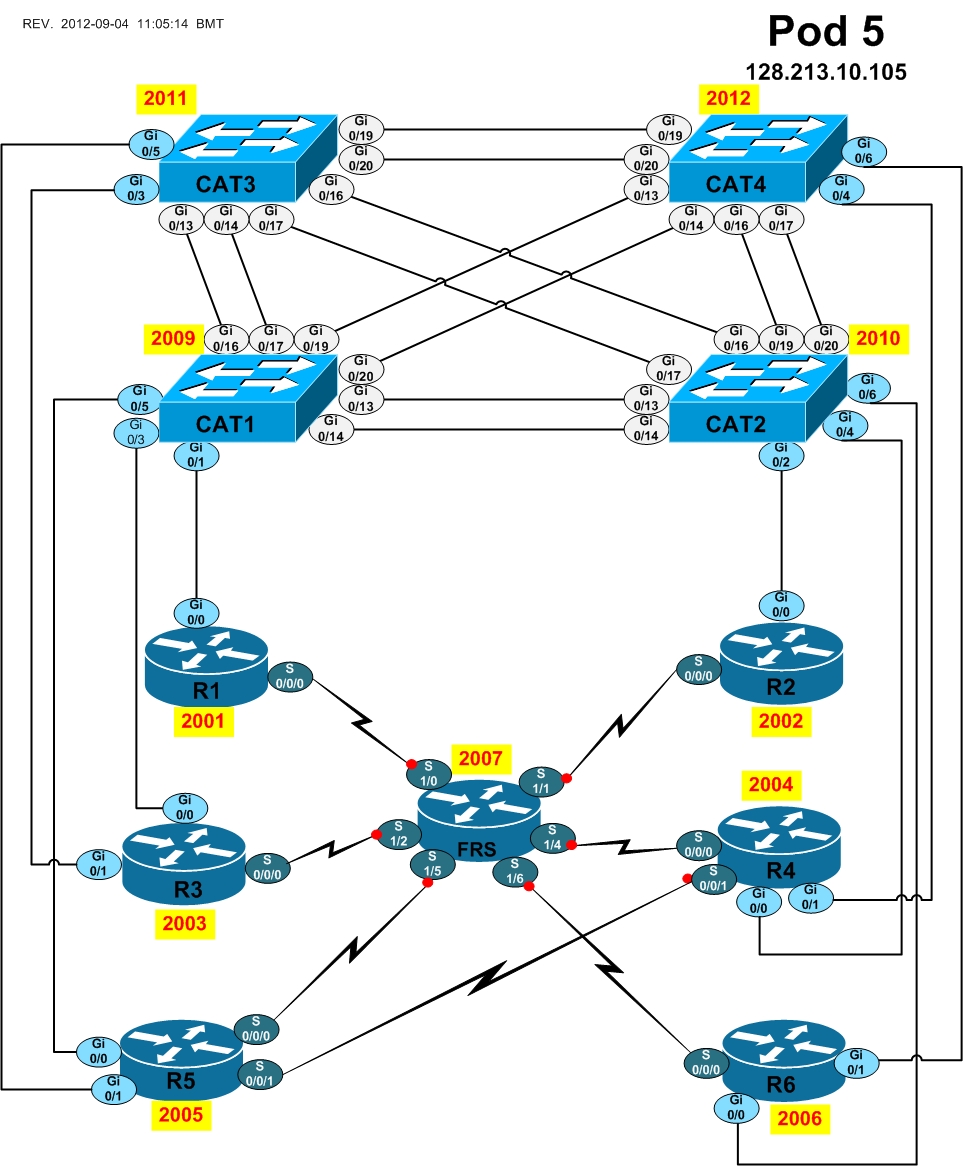 REV. 2012-09-04 11:05:14 BMT
Pod 5
128.213.10.105
2011
2012
Gi 0/5
Gi 0/3
CAT3
Gi 0/19
Gi 0/20
Gi 0/16
Gi 0/13
Gi 0/14
Gi 0/17
Gi 0/19
Gi 0/20
Gi 0/13
CAT4
Gi 0/6
Gi 0/4
Gi 0/14
Gi 0/16
Gi 0/17
2009
Gi 0/16
Gi 0/17
Gi 0/19
Gi 0/5
Gi 0/3
CAT1
Gi 0/20
Gi 0/13
Gi 0/14
Gi 0/1
2010
Gi 0/16
Gi 0/19
Gi 0/20
Gi 0/17
Gi 0/13
Gi 0/14
CAT2
Gi 0/6
Gi 0/4
Gi 0/2
Gi 0/0
R1
S 0/0/0
2001
Gi 0/0
S 0/0/0
R2
2002
2007
S 1/0
S 1/1
S 1/2
S 1/4
FRS
S 1/5
S 1/6
Gi 0/0
Gi 0/1
R3
S 0/0/0
2003
2004
S 0/0/0
S 0/0/1
R4
Gi 0/0
Gi 0/1
S 0/0/0
S 0/0/1
Gi 0/0
Gi 0/1
R5
2005
S 0/0/0
R6
Gi 0/1
Gi 0/0
2006